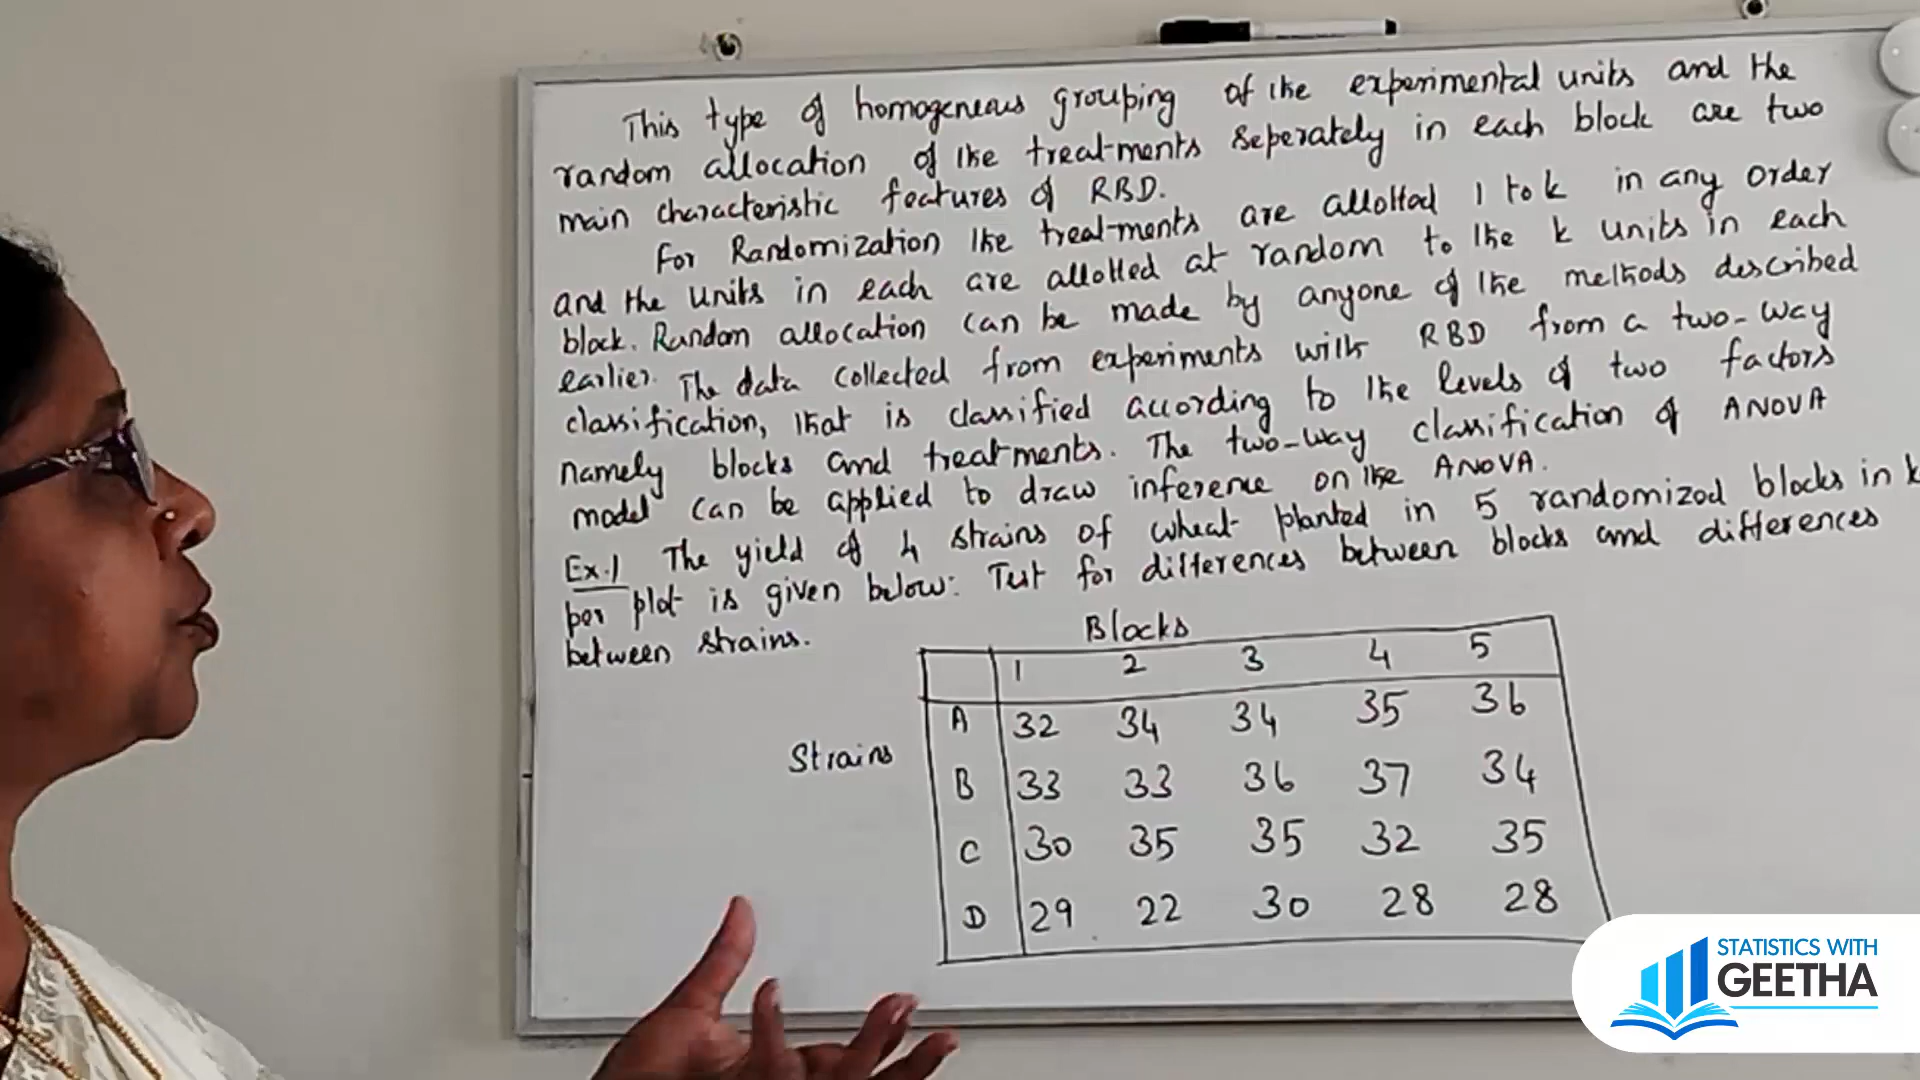 This type of homogeneous grouping of the experimental units and the
random allocation of the treatments seperately in each block are two
main characteristic features of RBD.
For Randomization the treatments are allotted 1 to k in any order
and the units in each are allotted at random to the k units in each
block. Random allocation can be made by anyone of the methods described
earlier. The data collected from experiments with RBD from a two-way
classification, that is classified according to the levels of two factors
namely blocks and treatments. The two-way classification of ANOVA
model can be applied to draw inference on the ANOVA.
Ex.1 The yield of 4 strains of wheat planted in 5 randomized blocks in k
per plot is given below: Test for differences between blocks and differences
between strains.
Blocks
1 2 3 4 5
A 32 34 34 35 36
Strains
B 33 33 36 37 34
C 30 35 35 32 35
D 29 22 30 28 28
STATISTICS WITH
GEETHA